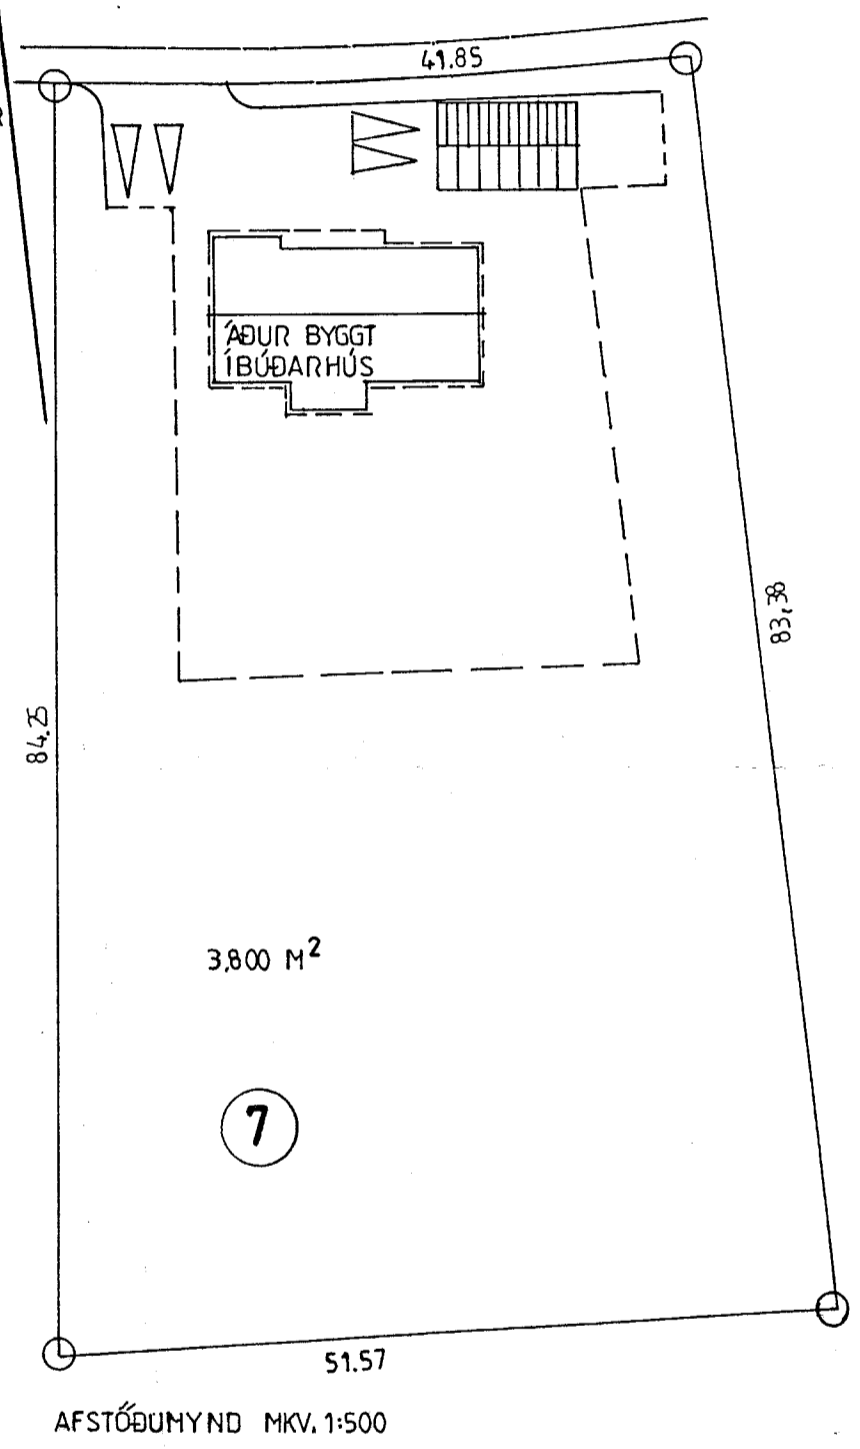 41.85
ÁÐUR BYGGT
ÍBÚÐARHÚS
83,38
84.25
3,800 M²
7
51.57
AFSTÖÐUMYND MKV. 1:500